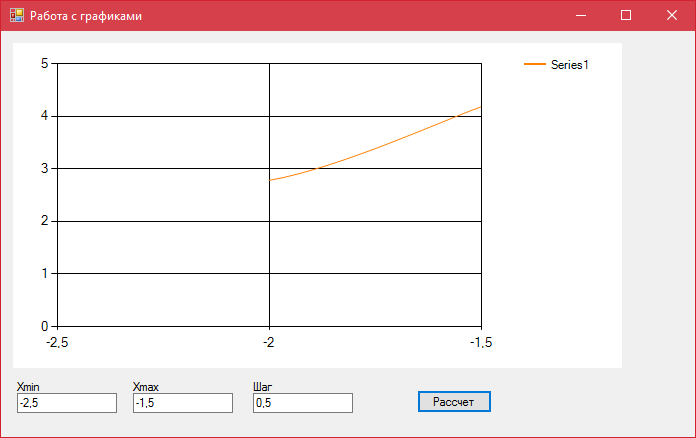 Работа с графиками
5
4
3
2
1
0
-2,5
-2
-1,5
Series1
Xmin
Xmax
Шаг
-2,5
-1,5
0,5
Рассчет